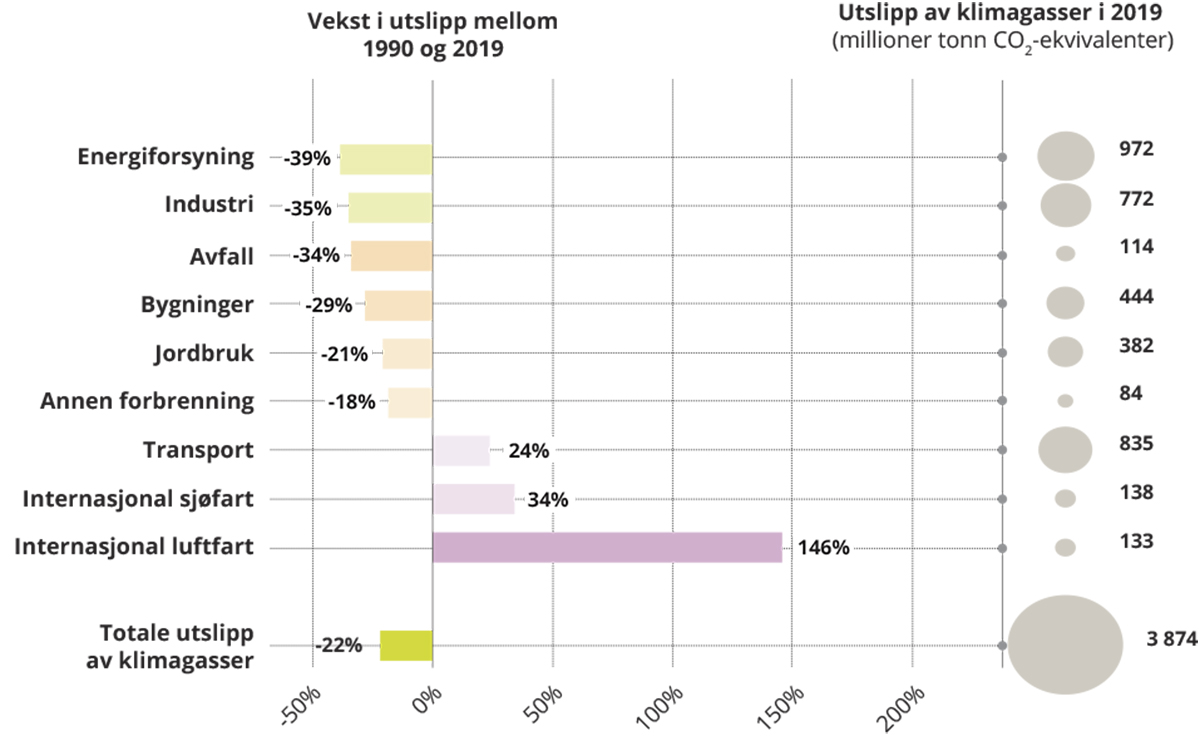 Vekst i utslipp mellom
1990 og 2019
Utslipp av klimagasser i 2019
(millioner tonn CO₂-ekvivalenter)
Energiforsyning -39% 972
Industri -35% 772
Avfall -34% 114
Bygninger -29% 444
Jordbruk -21% 382
Annen forbrenning -18% 84
Transport 24% 835
Internasjonal sjøfart 34% 138
Internasjonal luftfart 146% 133
Totale utslipp
av klimagasser -22% 3 874
-50% 0% 50% 100% 150% 200%